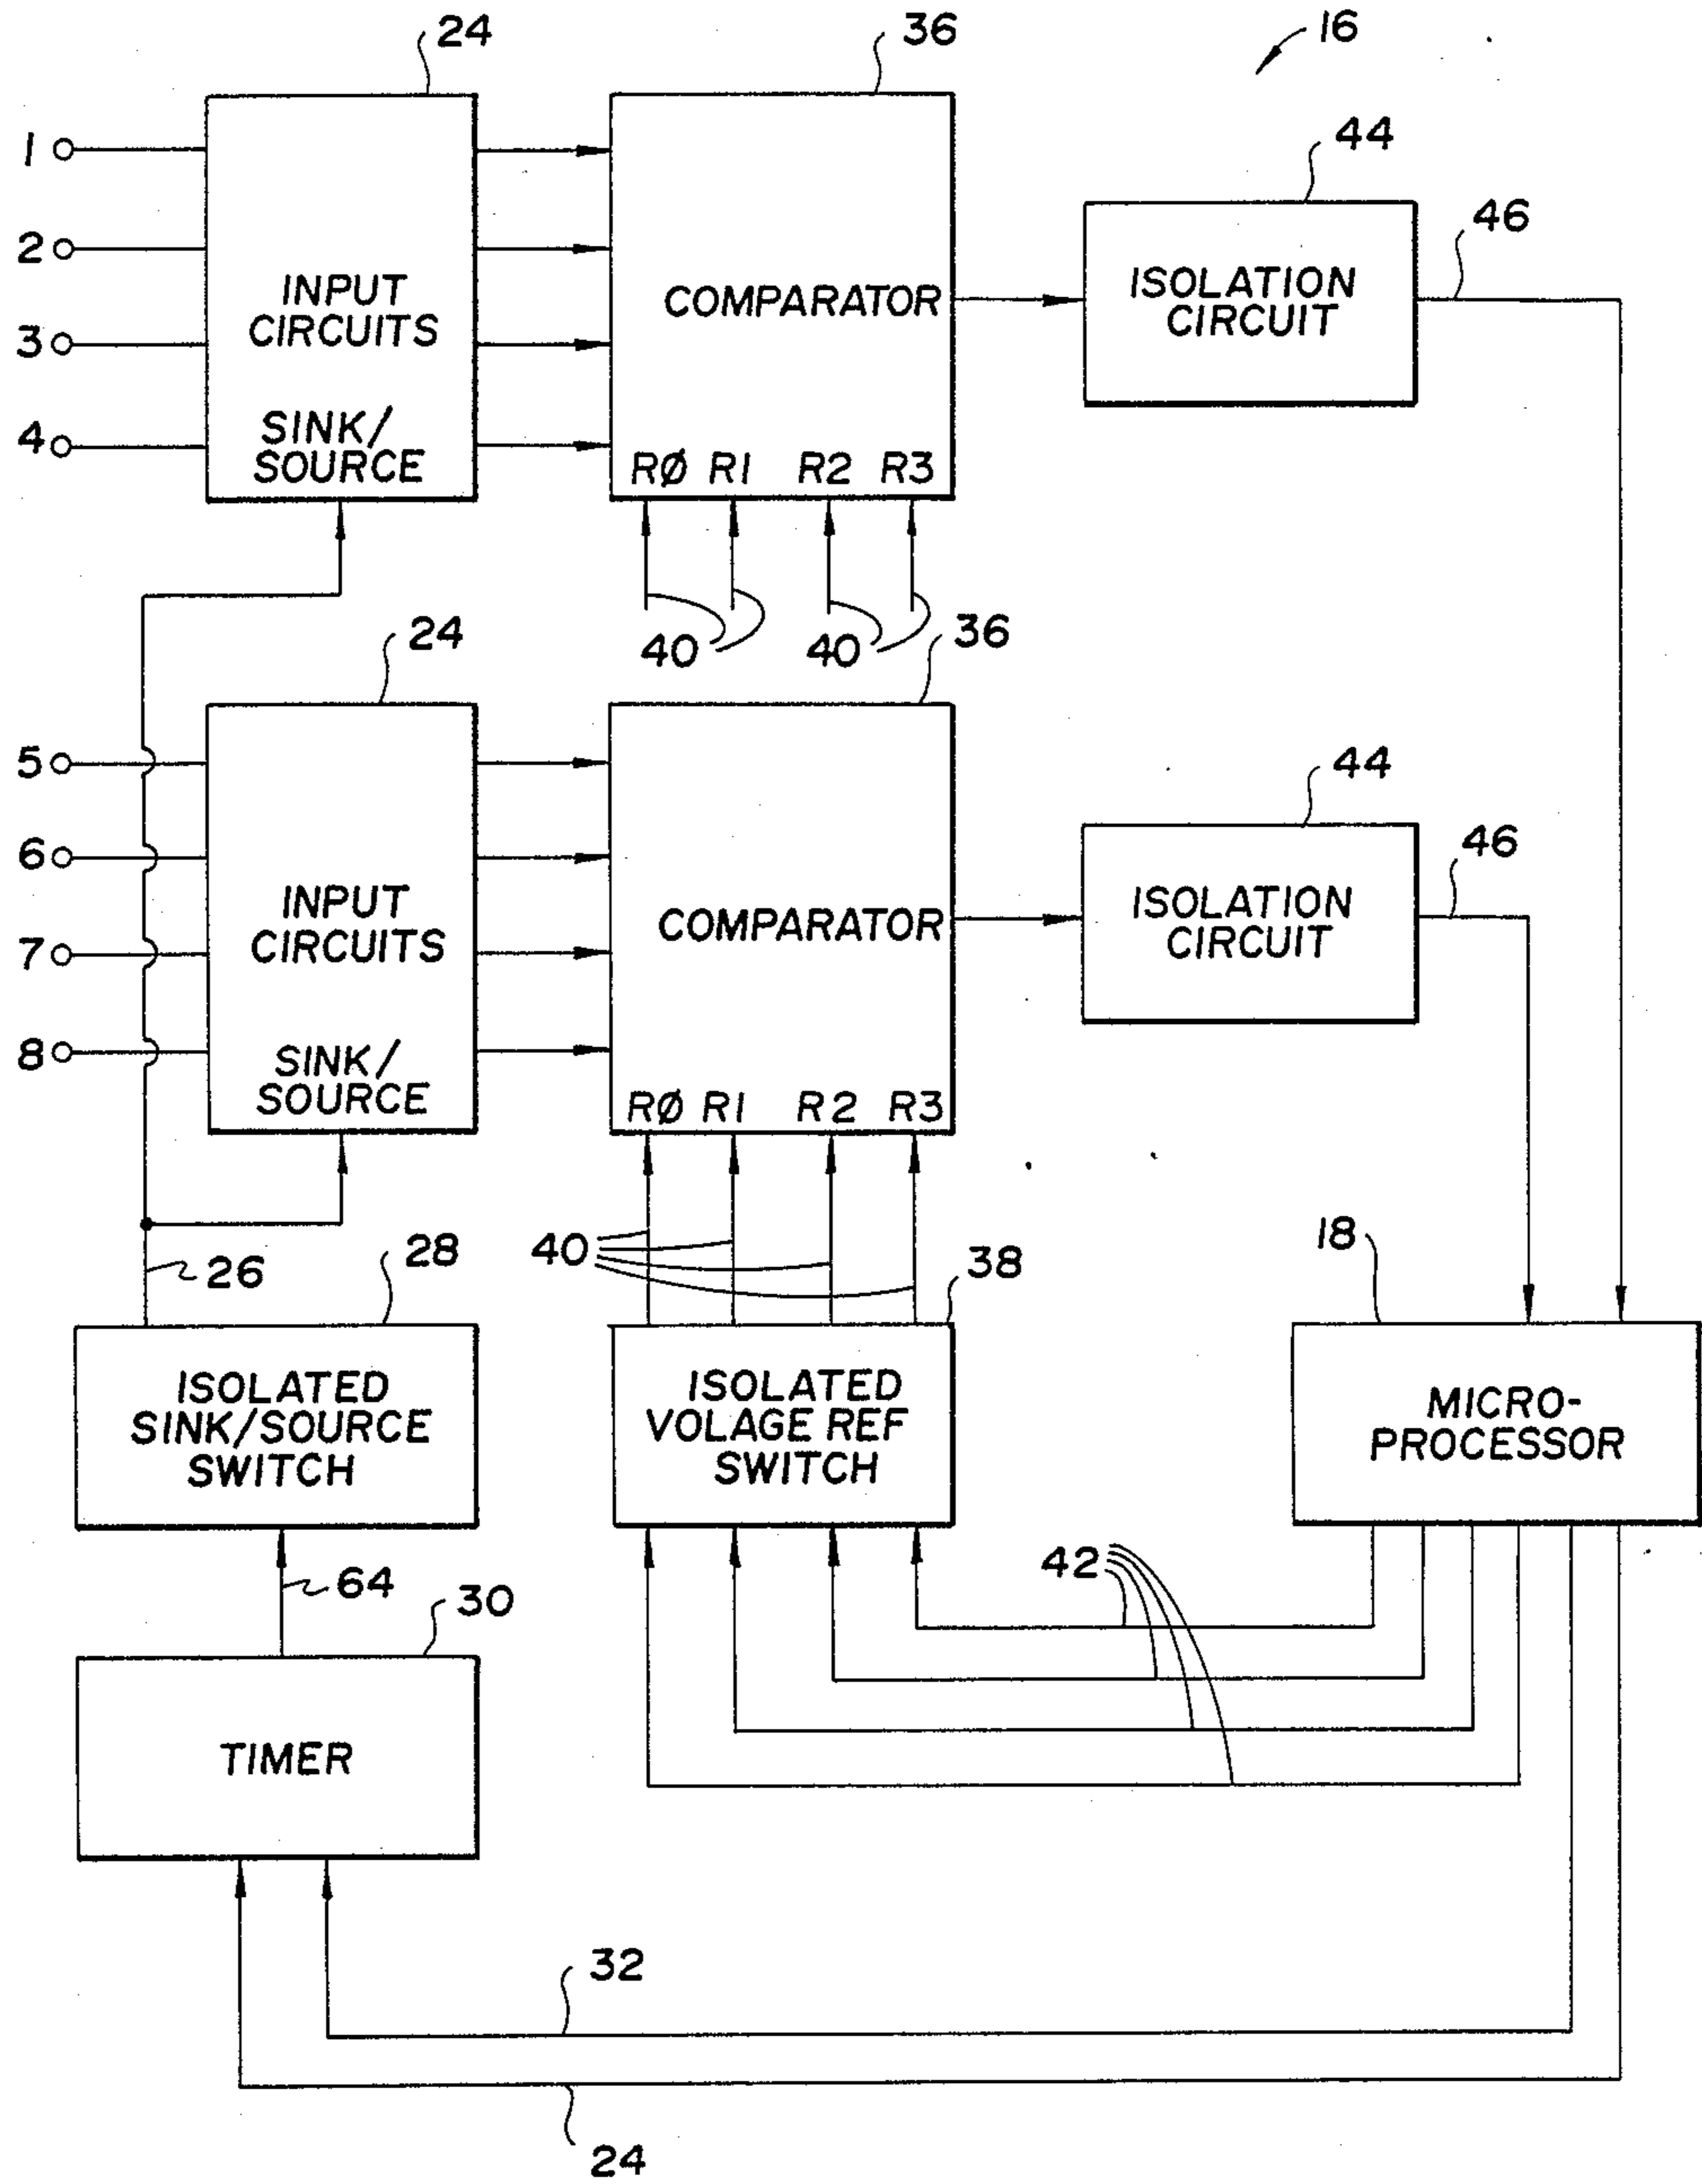 24
36
16
1
INPUT
CIRCUITS
SINK/
SOURCE
2
3
4
COMPARATOR
RØ R1 R2 R3
44
ISOLATION
CIRCUIT
46
40
40
24
36
5
6
7
8
INPUT
CIRCUITS
SINK/
SOURCE
COMPARATOR
RØ R1 R2 R3
44
ISOLATION
CIRCUIT
46
26
28
40
38
18
ISOLATED
SINK/SOURCE
SWITCH
ISOLATED
VOLAGE REF
SWITCH
MICRO-
PROCESSOR
64
30
42
TIMER
32
24